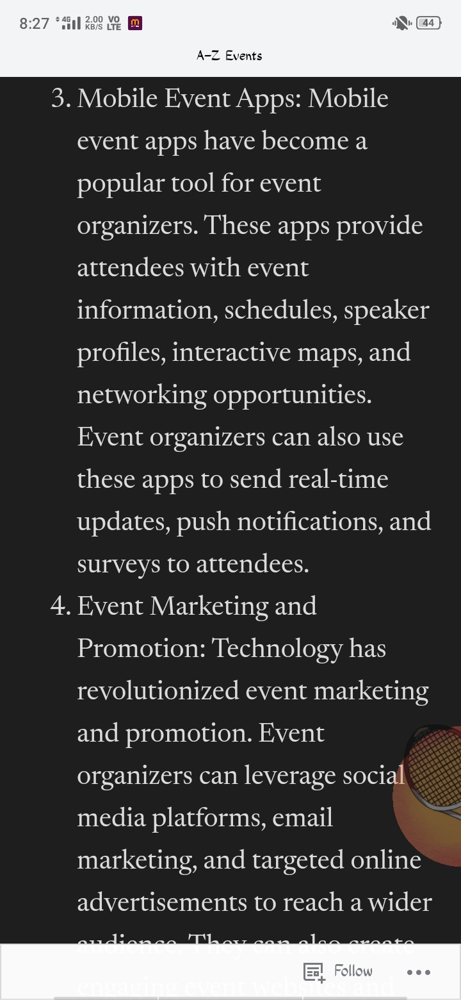 8:27 4G 2.00 KB/S VO LTE 44
A-Z Events
3. Mobile Event Apps: Mobile
event apps have become a
popular tool for event
organizers. These apps provide
attendees with event
information, schedules, speaker
profiles, interactive maps, and
networking opportunities.
Event organizers can also use
these apps to send real-time
updates, push notifications, and
surveys to attendees.
4. Event Marketing and
Promotion: Technology has
revolutionized event marketing
and promotion. Event
organizers can leverage social
media platforms, email
marketing, and targeted online
advertisements to reach a wider
audience. They can also create
engaging event websites and
Follow